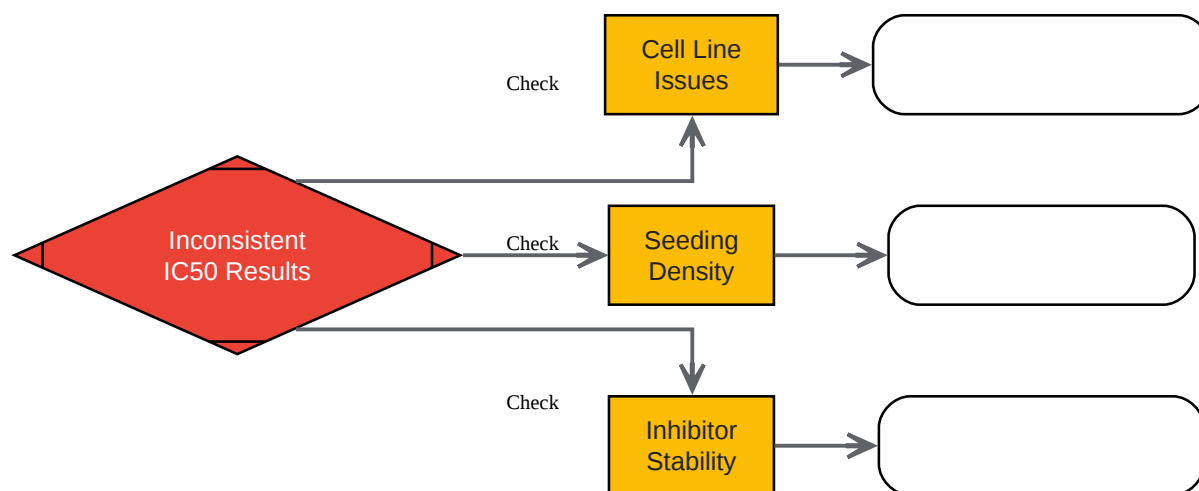 Cell Line
Issues
Check
Inconsistent
IC50 Results
Check
Seeding
Density
Check
Inhibitor
Stability